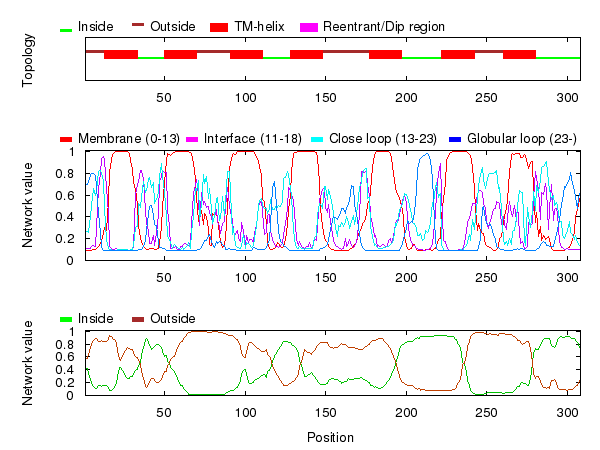 Inside Outside TM-helix Reentrant/Dip region
Topology
50 100 150 200 250 300
Membrane (0-13) Interface (11-18) Close loop (13-23) Globular loop (23-)
Network value
1
0.8
0.6
0.4
0.2
0
50 100 150 200 250 300
Inside Outside
Network value
1
0.8
0.6
0.4
0.2
0
50 100 150 200 250 300
Position